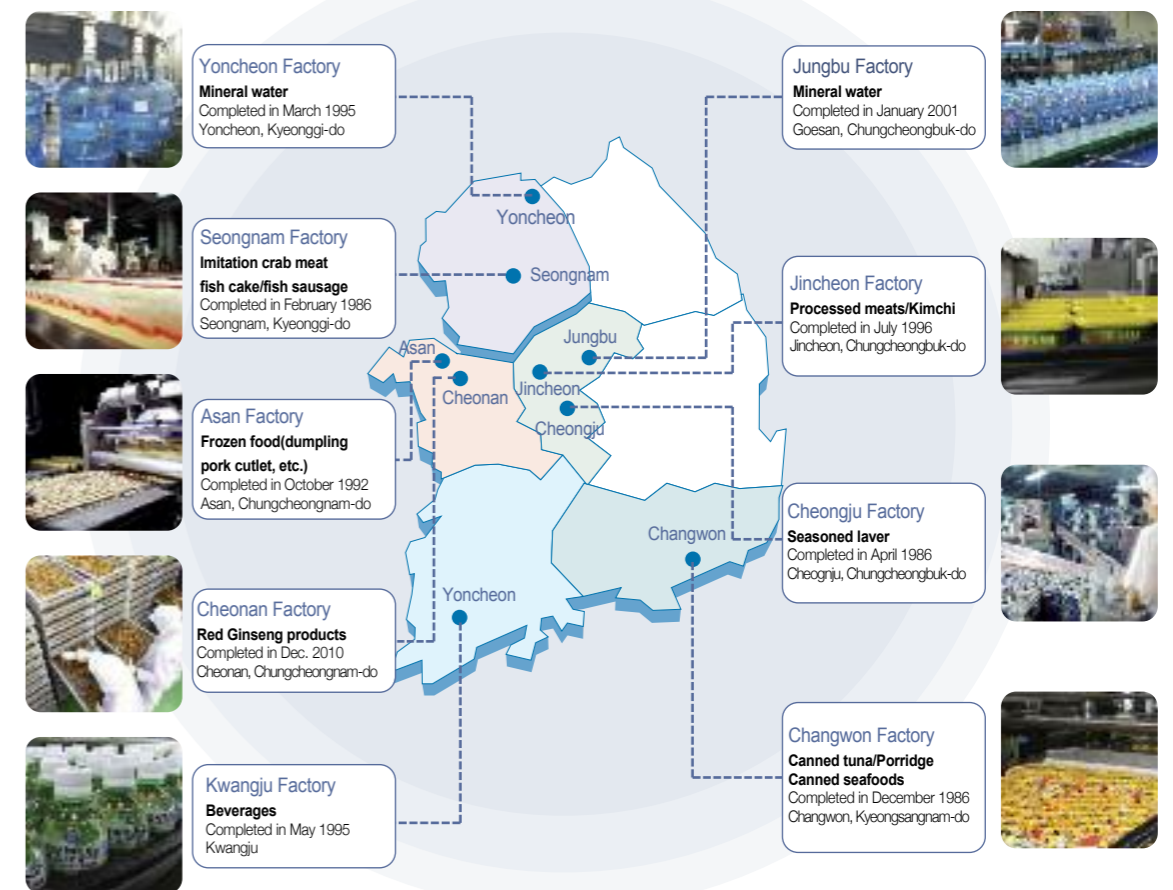 Yoncheon Factory
Mineral water
Completed in March 1995
Yoncheon, Kyeonggi-do
Seongnam Factory
Imitation crab meat
fish cake/fish sausage
Completed in February 1986
Seongnam, Kyeonggi-do
Asan Factory
Frozen food(dumpling
pork cutlet, etc.)
Completed in October 1992
Asan, Chungcheongnam-do
Cheonan Factory
Red Ginseng products
Completed in Dec. 2010
Cheonan, Chungcheongnam-do
Kwangju Factory
Beverages
Completed in May 1995
Kwangju
Yoncheon
Seongnam
Asan
Cheonan
Jungbu
Jincheon
Cheongju
Changwon
Yoncheon
Jungbu Factory
Mineral water
Completed in January 2001
Goesan, Chungcheongbuk-do
Jincheon Factory
Processed meats/Kimchi
Completed in July 1996
Jincheon, Chungcheongbuk-do
Cheongju Factory
Seasoned laver
Completed in April 1986
Cheognju, Chungcheongbuk-do
Changwon Factory
Canned tuna/Porridge
Canned seafoods
Completed in December 1986
Changwon, Kyeongsangnam-do